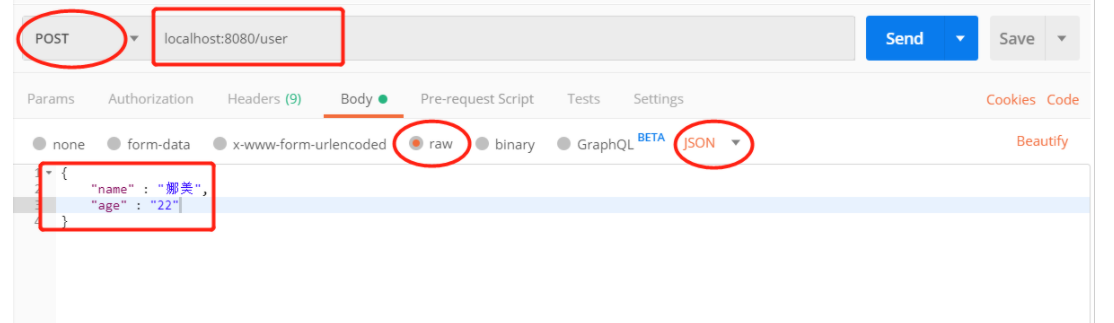 POST localhost:8080/user Send Save
Params Authorization Headers (9) Body Pre-request Script Tests Settings Cookies Code
none form-data x-www-form-urlencoded raw binary GraphQL BETA JSON Beautify
1 {
2 "name" : "娜美",
3 "age" : "22"
4 }